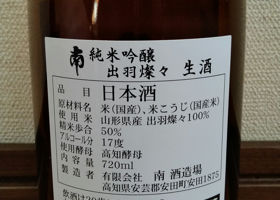 南 純米吟醸
出羽燦々 生酒
品目 日本酒
原材料名 米(国産)、米こうじ(国産米)
使用米 山形県産 出羽燦々100%
精米歩合 50%
アルコール分 17度
使用酵母 高知酵母
内容量 720ml
製造者 有限会社 南 酒造場
高知県安芸郡安田町安田1875